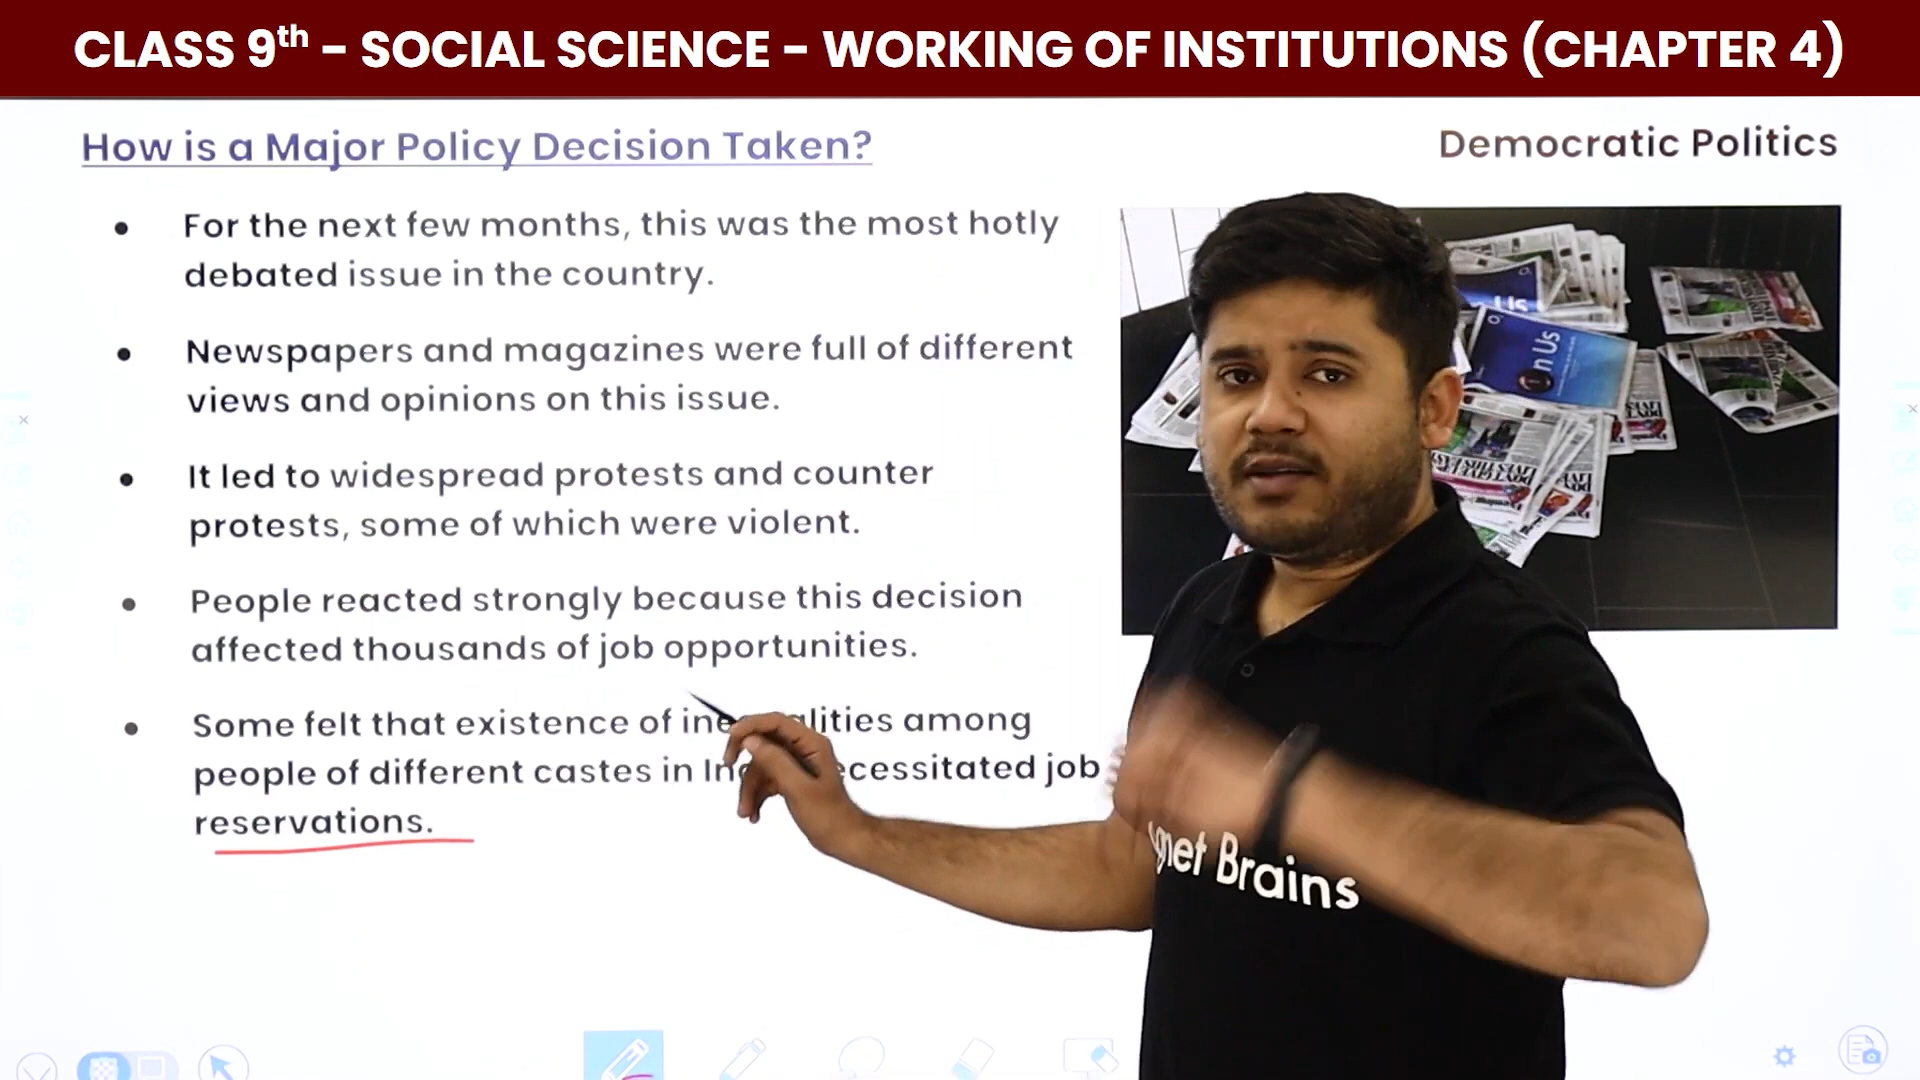 CLASS 9th – SOCIAL SCIENCE – WORKING OF INSTITUTIONS (CHAPTER 4)
How is a Major Policy Decision Taken?
Democratic Politics
• For the next few months, this was the most hotly
debated issue in the country.
• Newspapers and magazines were full of different
views and opinions on this issue.
• It led to widespread protests and counter
protests, some of which were violent.
• People reacted strongly because this decision
affected thousands of job opportunities.
• Some felt that existence of among
people of different castes in job
reservations.
n Us
gnet Brains